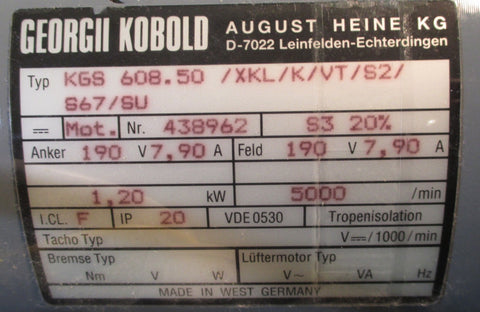 GEORGII KOBOLD AUGUST HEINE KG
D-7022 Leinfelden-Echterdingen
Typ KGS 608.50 /XKL/K/VT/S2/
S67/SU
Mot. Nr. 438962 S3 20%
Anker 190 V 7,90 A Feld 190 V 7,90 A
1,20 kW 5000 /min
I.CL. F IP 20 VDE 0530 Tropenisolation
Tacho Typ V⎓/1000/min
Bremse Typ Lüftermotor Typ
Nm V W V~ VA Hz
MADE IN WEST GERMANY